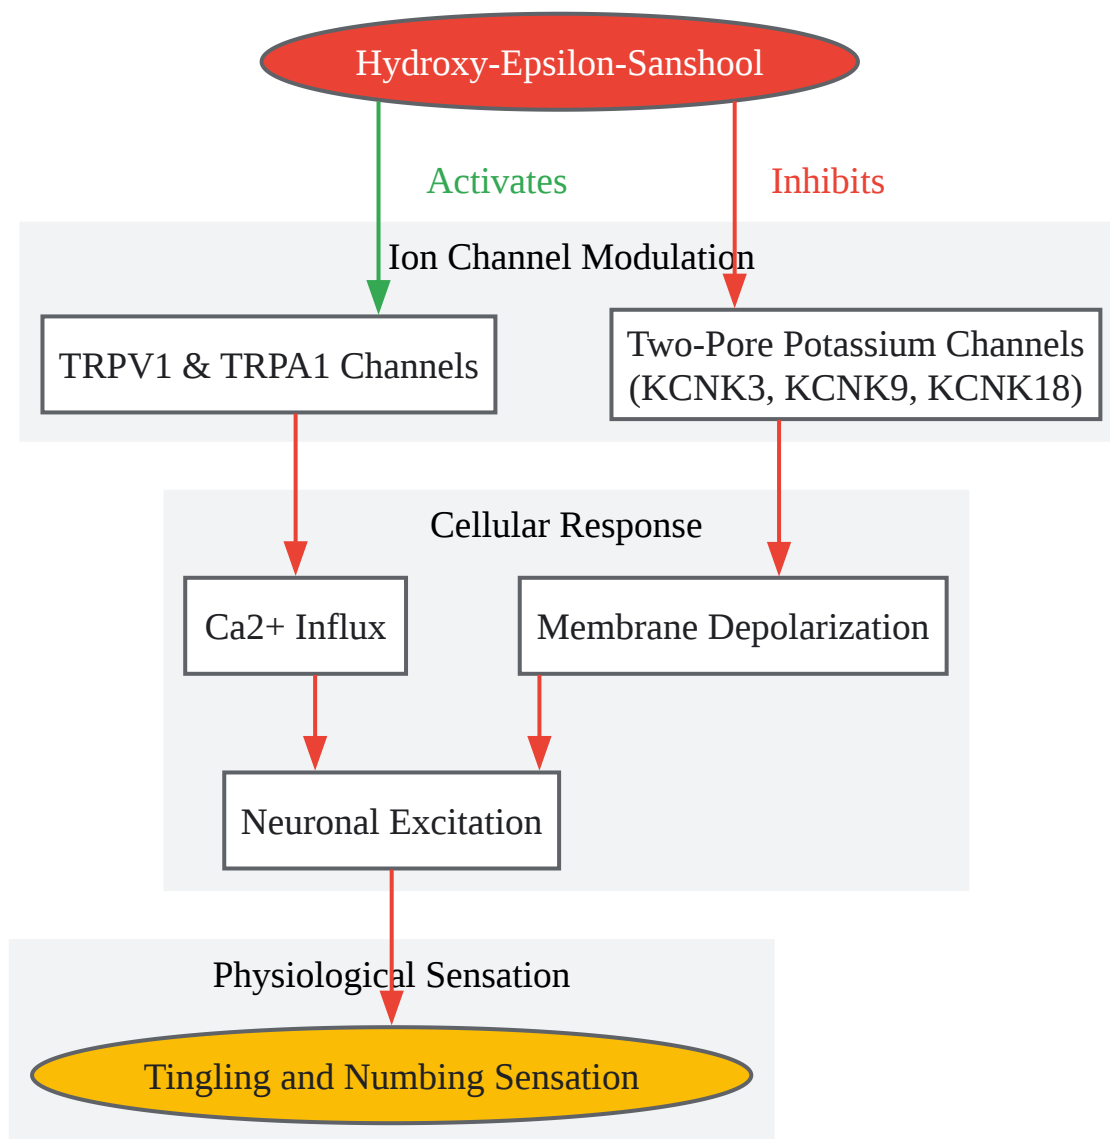 Hydroxy-Epsilon-Sanshool
Activates
Inhibits
Ion Channel Modulation
TRPV1 & TRPA1 Channels
Two-Pore Potassium Channels
(KCNK3, KCNK9, KCNK18)
Cellular Response
Ca2+ Influx
Membrane Depolarization
Neuronal Excitation
Physiological Sensation
Tingling and Numbing Sensation